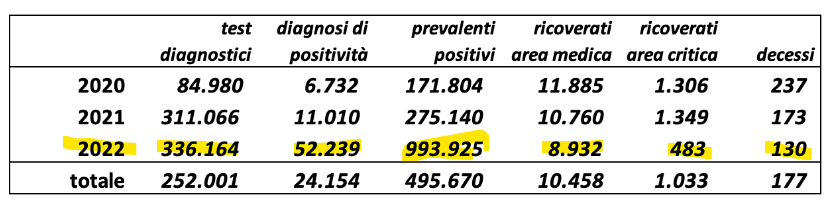 test diagnosi di prevalenti ricoverati ricoverati
diagnostici positività positivi area medica area critica decessi
2020 84.980 6.732 171.804 11.885 1.306 237
2021 311.066 11.010 275.140 10.760 1.349 173
2022 336.164 52.239 993.925 8.932 483 130
totale 252.001 24.154 495.670 10.458 1.033 177